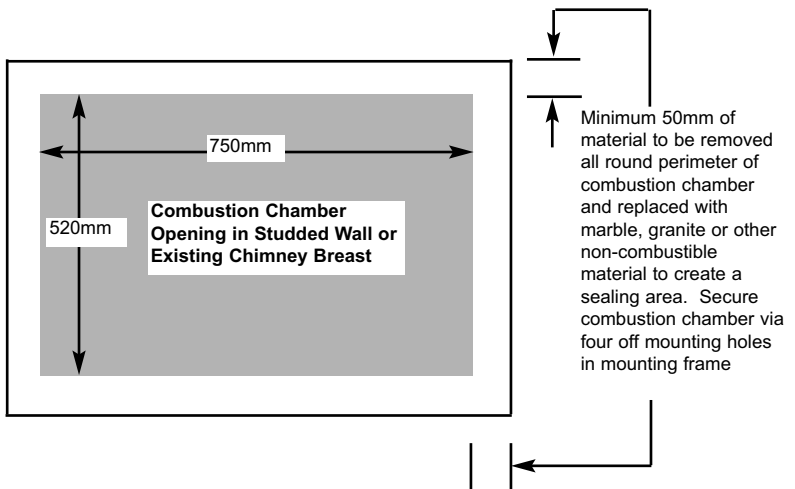 750mm
520mm
Combustion Chamber
Opening in Studded Wall or
Existing Chimney Breast
Minimum 50mm of
material to be removed
all round perimeter of
combustion chamber
and replaced with
marble, granite or other
non-combustible
material to create a
sealing area.  Secure
combustion chamber via
four off mounting holes
in mounting frame